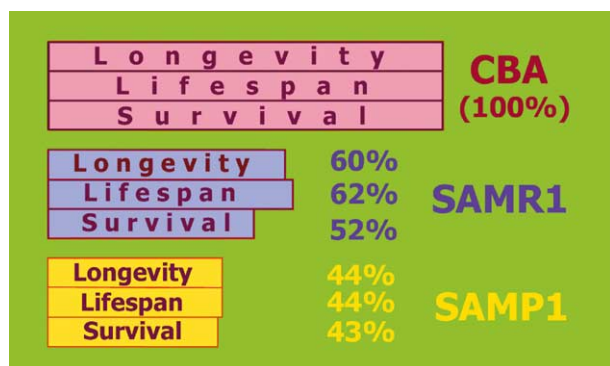 Longevity
Lifespan
Survival
CBA
(100%)
Longevity 60%
Lifespan 62%
Survival 52%
SAMR1
Longevity 44%
Lifespan 44%
Survival 43%
SAMP1